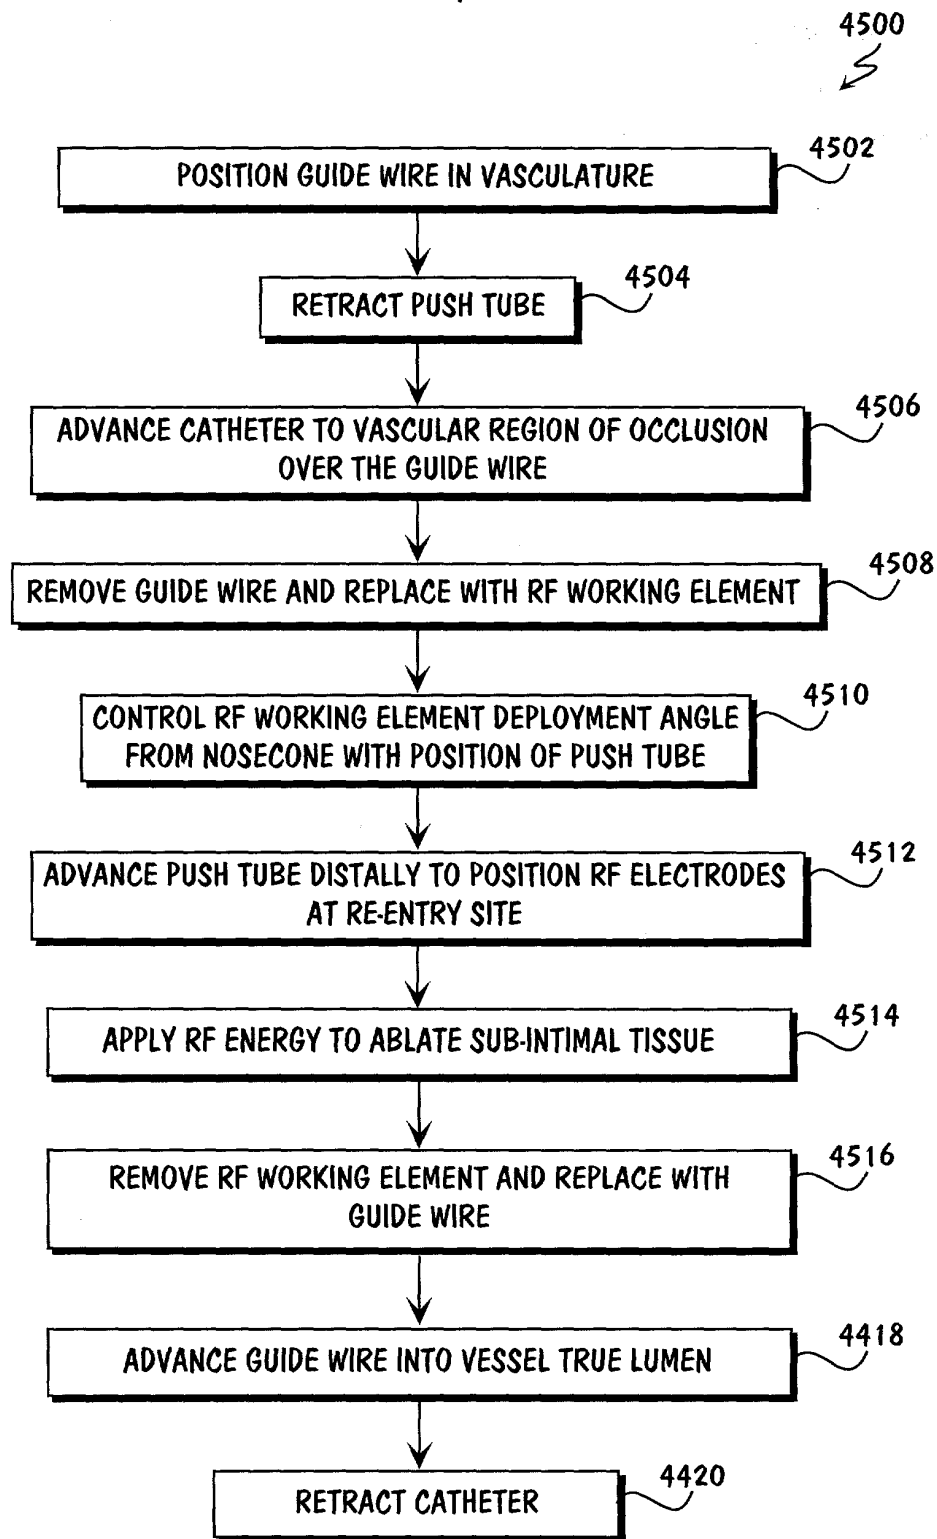 4500
4502
POSITION GUIDE WIRE IN VASCULATURE
4504
RETRACT PUSH TUBE
4506
ADVANCE CATHETER TO VASCULAR REGION OF OCCLUSION
OVER THE GUIDE WIRE
4508
REMOVE GUIDE WIRE AND REPLACE WITH RF WORKING ELEMENT
4510
CONTROL RF WORKING ELEMENT DEPLOYMENT ANGLE
FROM NOSECONE WITH POSITION OF PUSH TUBE
4512
ADVANCE PUSH TUBE DISTALLY TO POSITION RF ELECTRODES
AT RE-ENTRY SITE
4514
APPLY RF ENERGY TO ABLATE SUB-INTIMAL TISSUE
4516
REMOVE RF WORKING ELEMENT AND REPLACE WITH
GUIDE WIRE
4418
ADVANCE GUIDE WIRE INTO VESSEL TRUE LUMEN
4420
RETRACT CATHETER